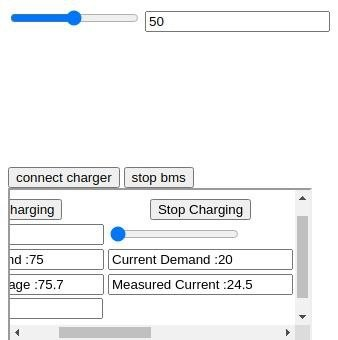 50
connect charger stop bms
harging Stop Charging
nd :75 Current Demand :20
age :75.7 Measured Current :24.5